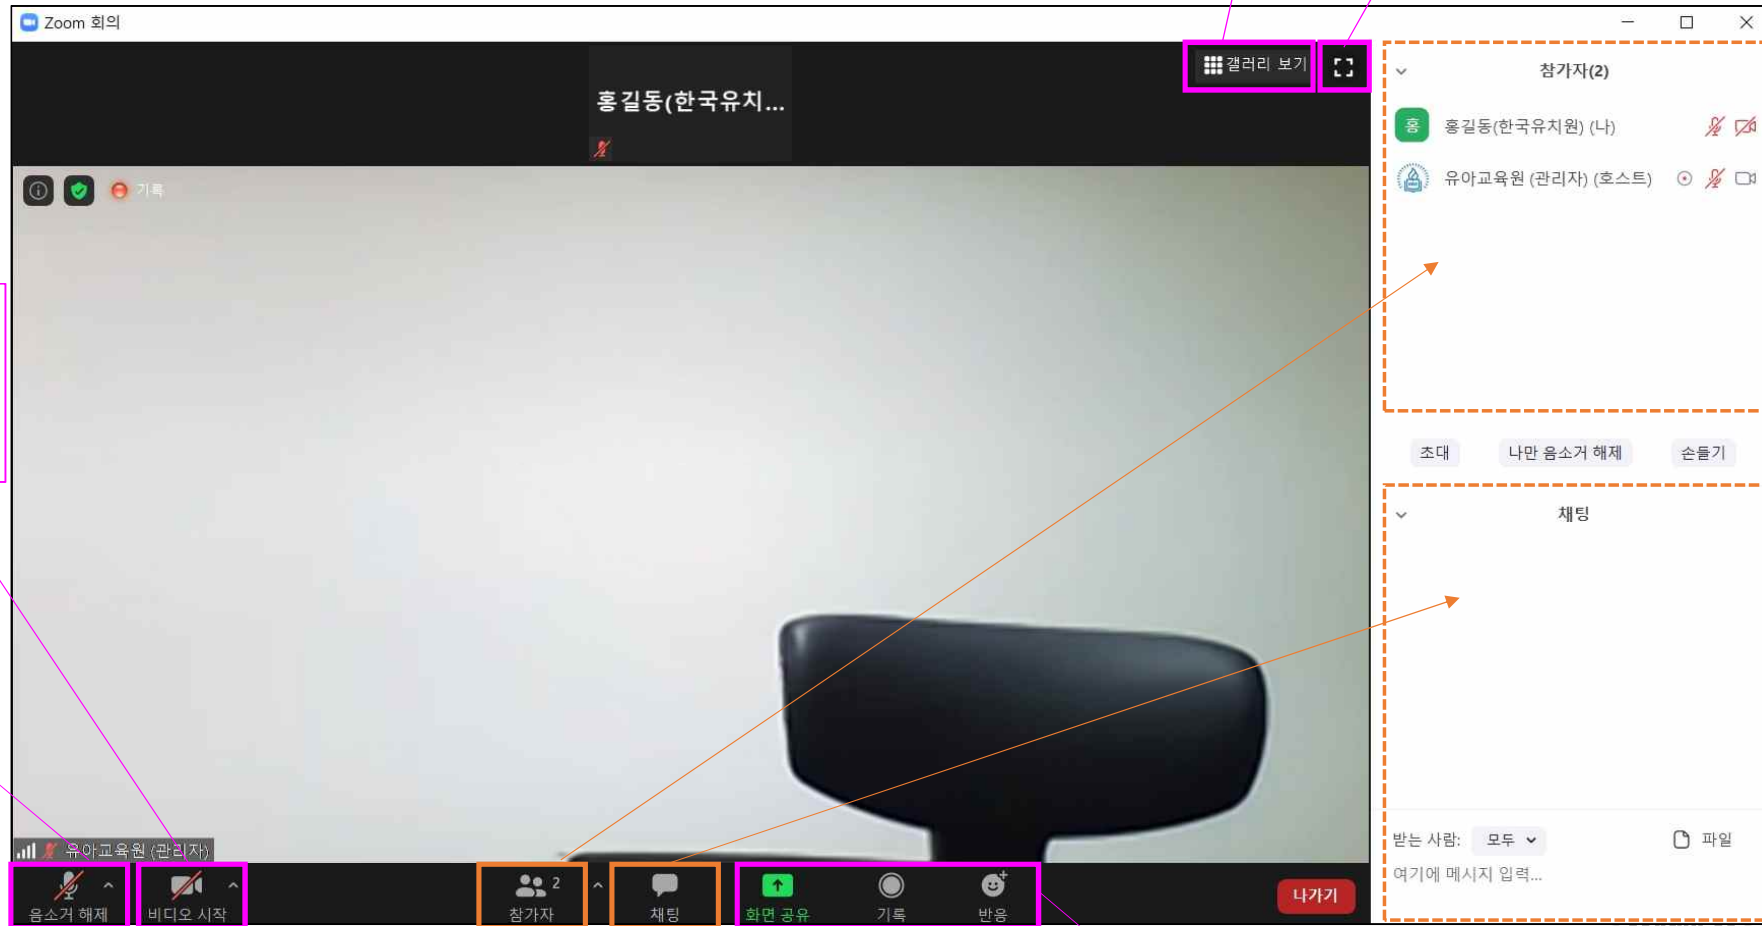 Zoom 회의
갤러리 보기
홍길동(한국유치...
기록
유아교육원 (관리자)
음소거 해제
비디오 시작
2
참가자
채팅
화면 공유
기록
반응
나가기
참가자(2)
홍
홍길동(한국유치원) (나)
유아교육원 (관리자) (호스트)
초대
나만 음소거 해제
손들기
채팅
받는 사람: 모두
파일
여기에 메시지 입력...